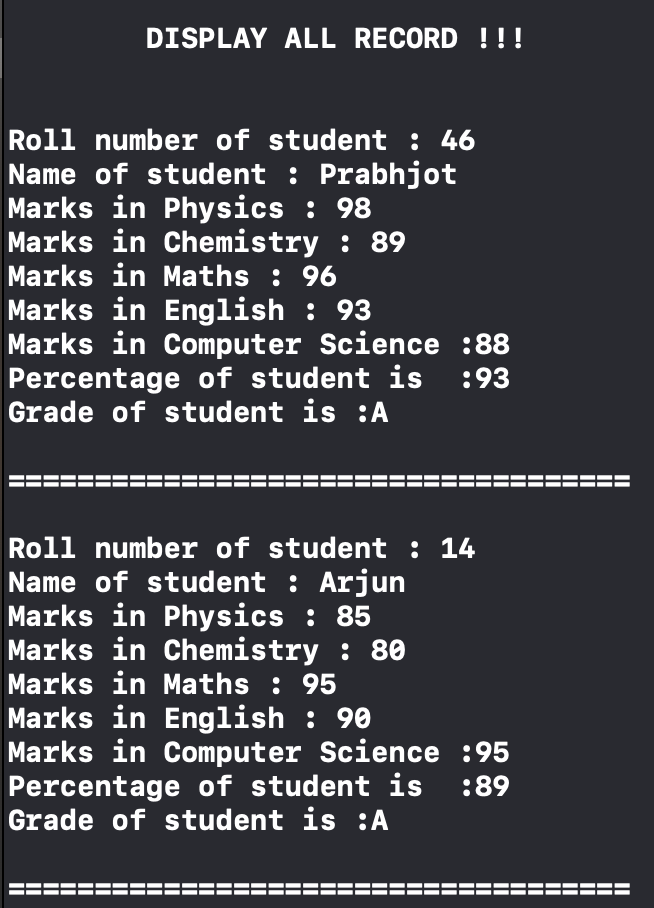 DISPLAY ALL RECORD !!!
Roll number of student : 46
Name of student : Prabhjot
Marks in Physics : 98
Marks in Chemistry : 89
Marks in Maths : 96
Marks in English : 93
Marks in Computer Science :88
Percentage of student is  :93
Grade of student is :A
====================================
Roll number of student : 14
Name of student : Arjun
Marks in Physics : 85
Marks in Chemistry : 80
Marks in Maths : 95
Marks in English : 90
Marks in Computer Science :95
Percentage of student is  :89
Grade of student is :A
====================================